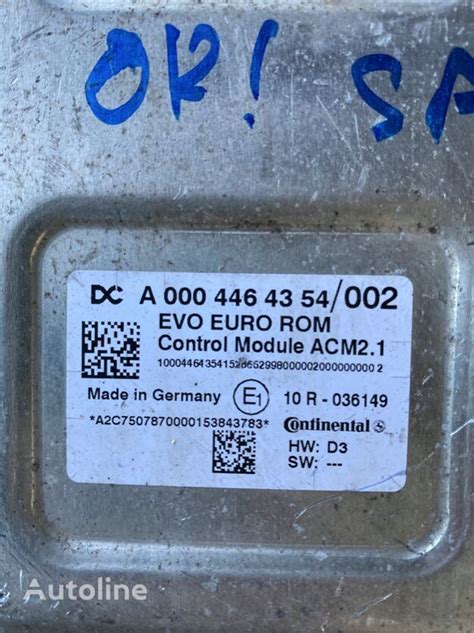 OK! SA
DC A 000 446 43 54/002
EVO EURO ROM
Control Module ACM2.1
Made in Germany E1 10 R - 036149
*A2C7507870000153843783* Continental
HW: D3
SW: ---
Autoline